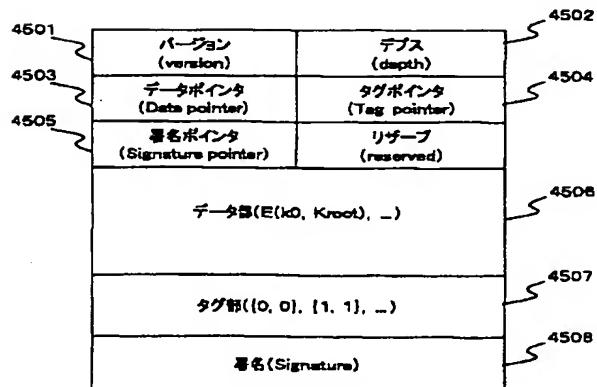 4501 バージョン デプス 4502
(version) (depth)
4503 データポインタ タグポインタ 4504
(Data pointer) (Tag pointer)
4505 署名ポインタ リザーブ
(Signature pointer) (reserved)
4506
データ部(E(k0, Kroot), …)
4507
タグ部({0, 0}, {1, 1}, …)
4508
署名(Signature)